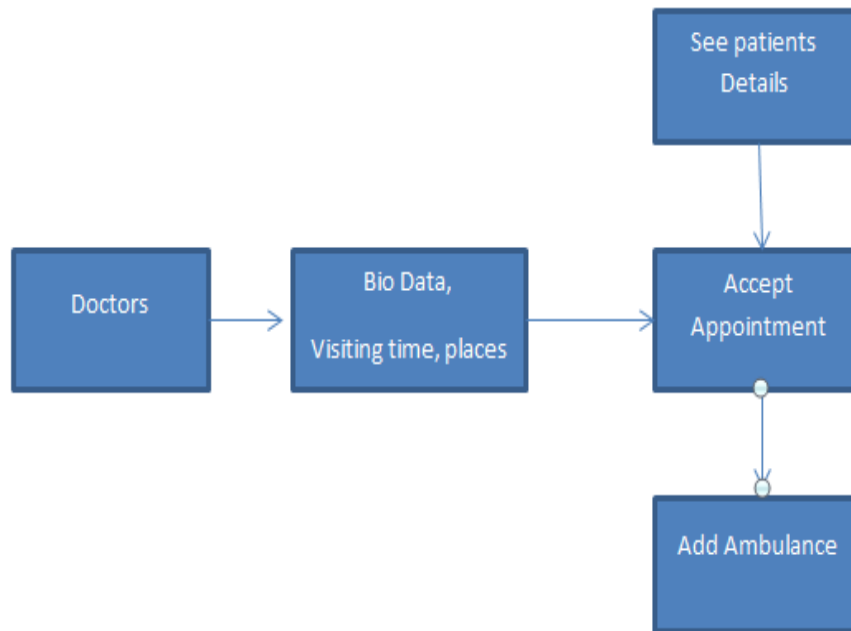 See patients
Details
Doctors
Bio Data,
Visiting time, places
Accept
Appointment
Add Ambulance